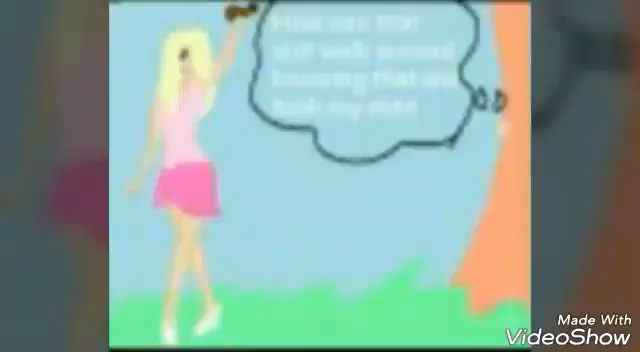 How can that
girl walk around
knowing that she
took my man
Made With
VideoShow